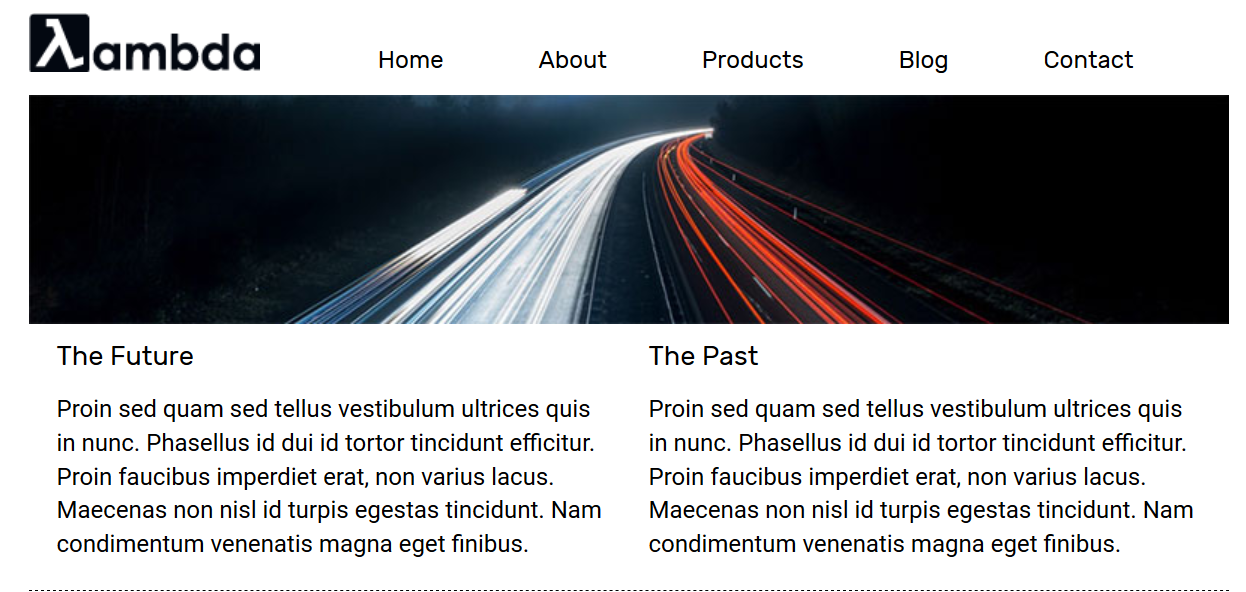 λambda
Home About Products Blog Contact
The Future
Proin sed quam sed tellus vestibulum ultrices quis
in nunc. Phasellus id dui id tortor tincidunt efficitur.
Proin faucibus imperdiet erat, non varius lacus.
Maecenas non nisl id turpis egestas tincidunt. Nam
condimentum venenatis magna eget finibus.
The Past
Proin sed quam sed tellus vestibulum ultrices quis
in nunc. Phasellus id dui id tortor tincidunt efficitur.
Proin faucibus imperdiet erat, non varius lacus.
Maecenas non nisl id turpis egestas tincidunt. Nam
condimentum venenatis magna eget finibus.